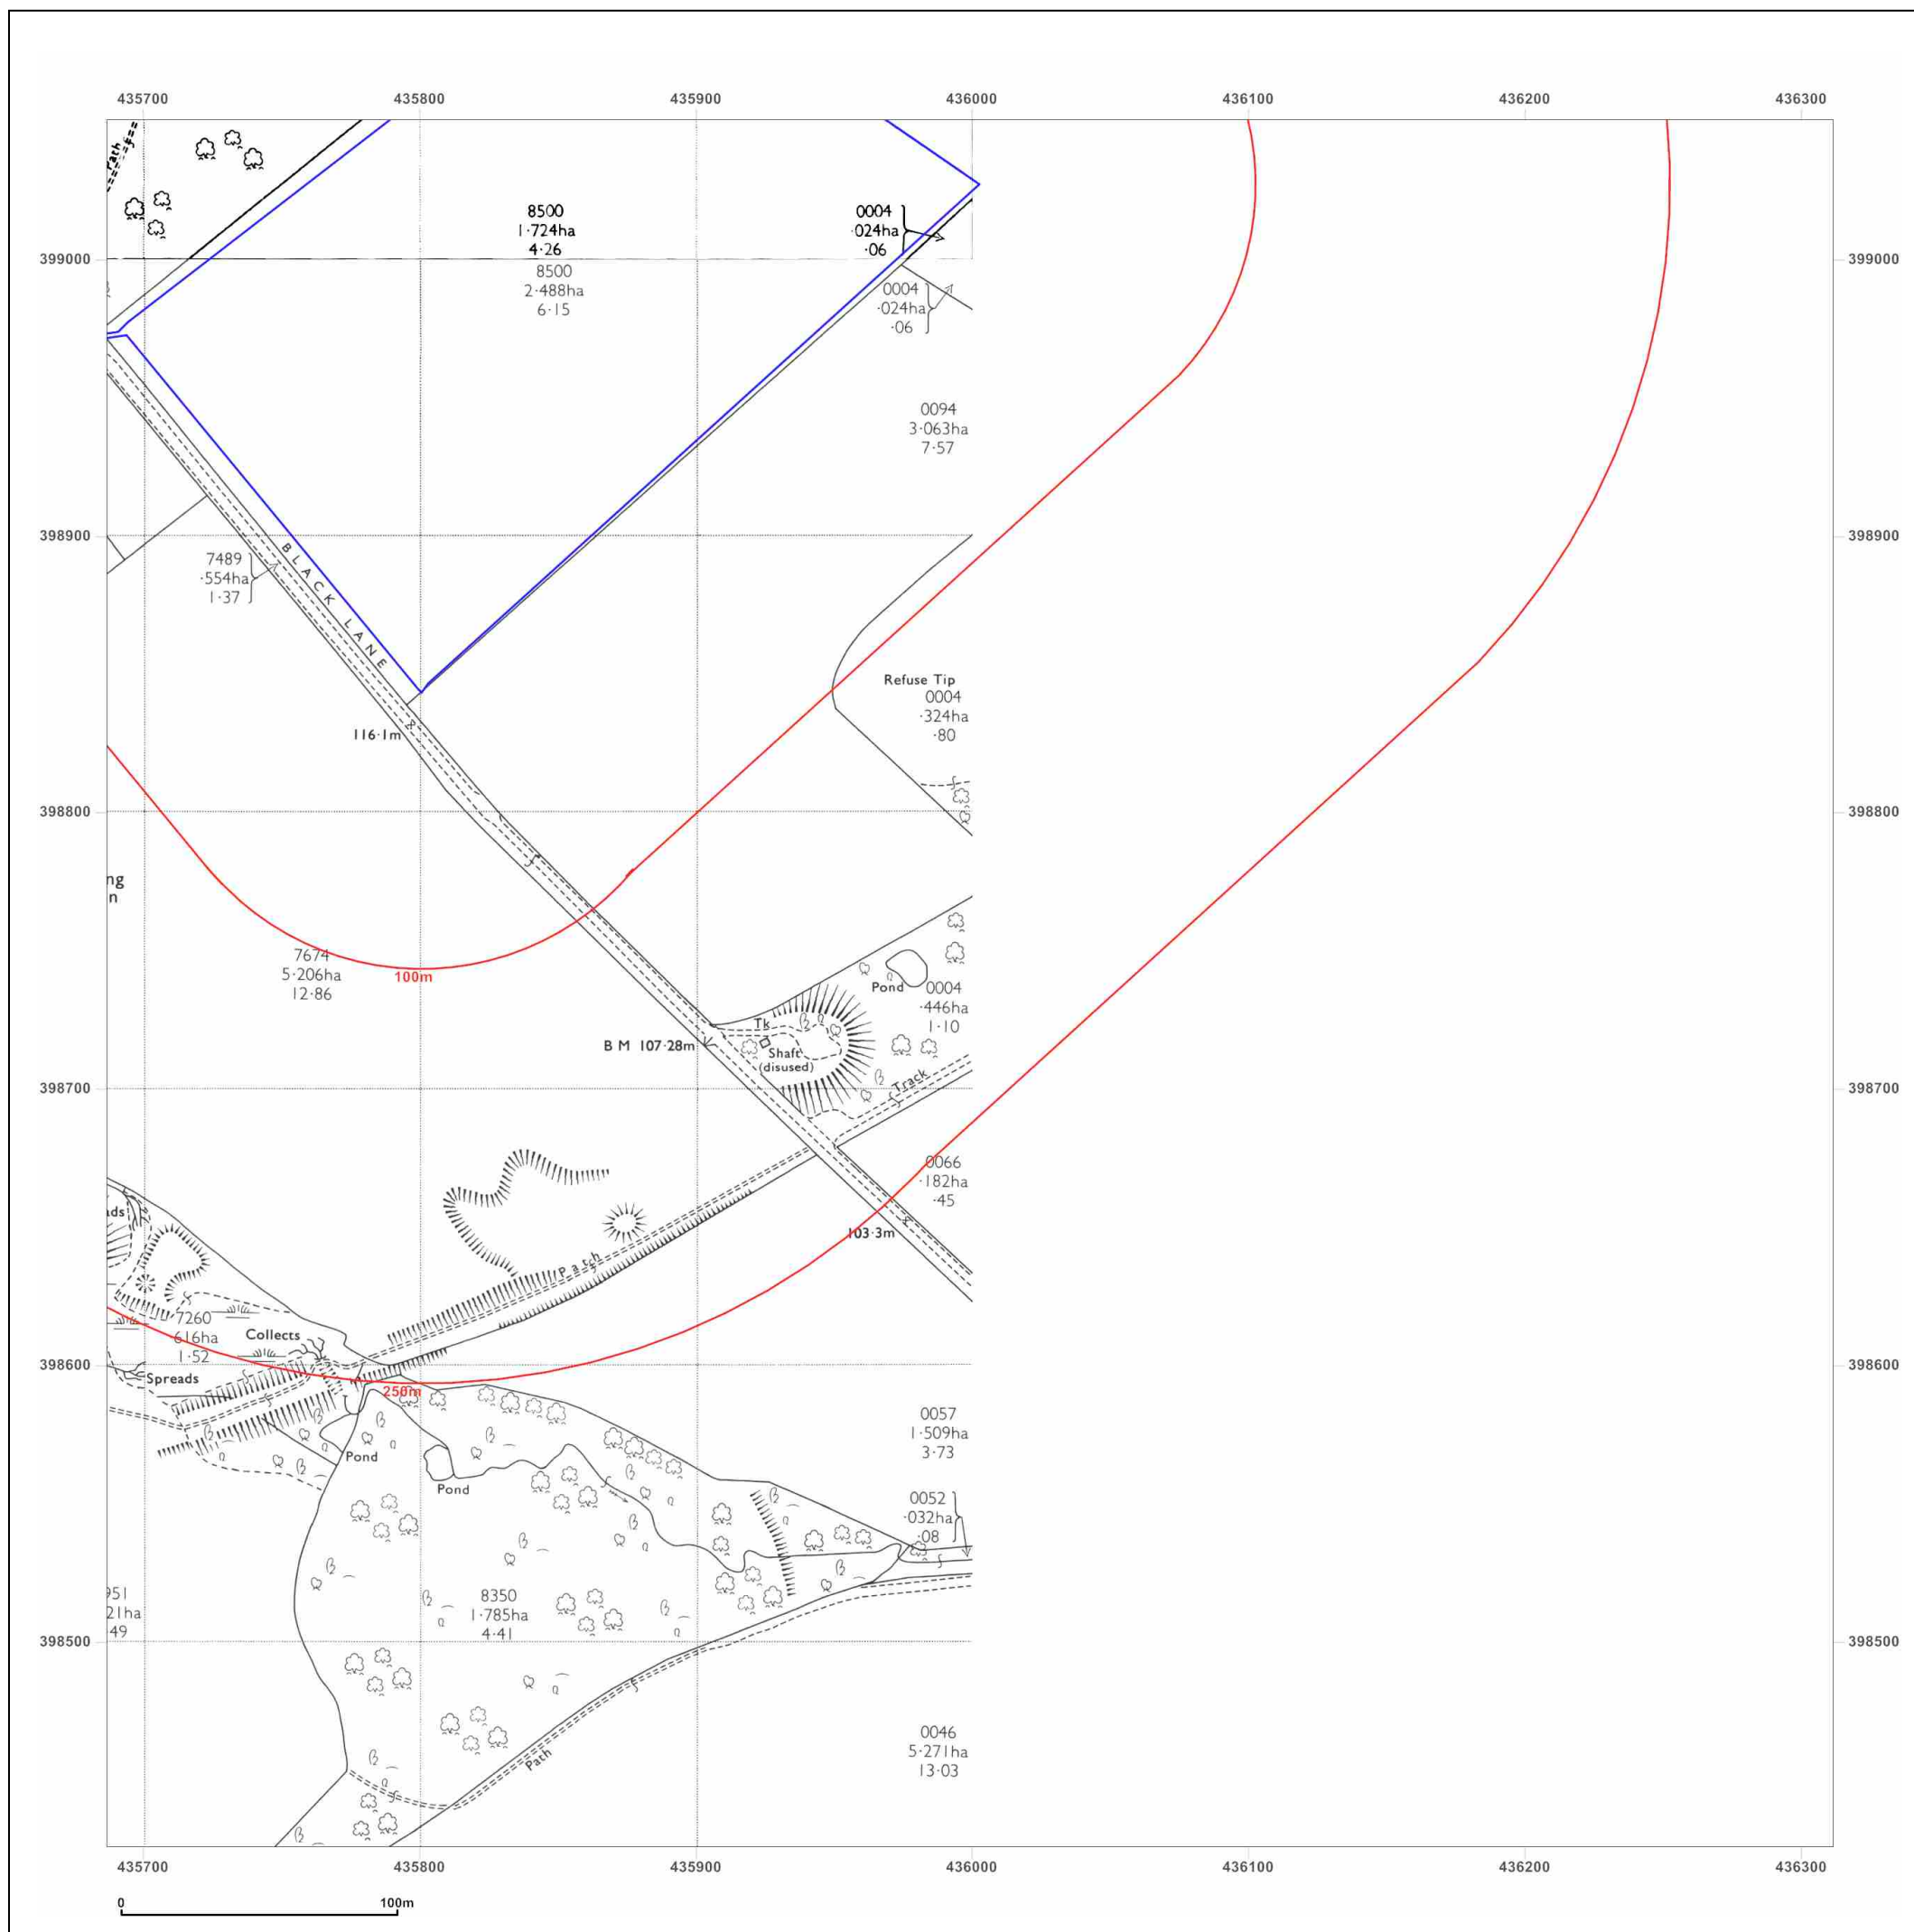 435700 435800 435900 436000 436100 436200 436300
Path
8500
1·724ha
4·26
0004
·024ha
·06
399000 399000
8500
2·488ha
6·15
0004
·024ha
·06
0094
3·063ha
7·57
398900 398900
7489
·554ha
1·37
BLACK LANE
Refuse Tip
0004
·324ha
·80
116·1m
398800 398800
ng
n
7674
5·206ha
12·86
100m
Pond
0004
·446ha
1·10
Tk
B M 107·28m
Shaft
(disused)
Track
398700 398700
0066
·182ha
·45
ds
103·3m
Path
7260
·616ha
1·52
Collects
398600 398600
Spreads
250m
0057
1·509ha
3·73
Pond
Pond
0052
·032ha
·08
951
21ha
49
8350
1·785ha
4·41
398500 398500
Path
0046
5·271ha
13·03
435700 435800 435900 436000 436100 436200 436300
0 100m